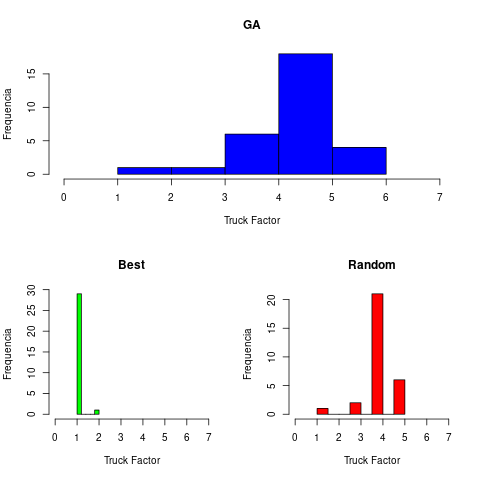 GA
Frequencia
0 5 10 15
0 1 2 3 4 5 6 7
Truck Factor
Best
Frequencia
0 5 10 15 20 25 30
0 1 2 3 4 5 6 7
Truck Factor
Random
Frequencia
0 5 10 15 20
0 1 2 3 4 5 6 7
Truck Factor